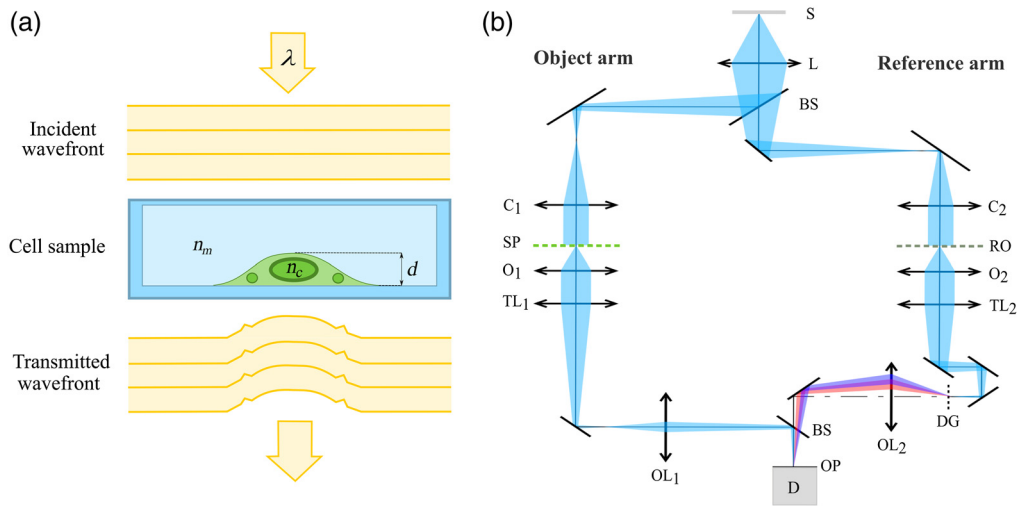 (a)
λ
Incident
wavefront
Cell sample
n_m
n_c
d
Transmitted
wavefront
(b)
S
Object arm
L
Reference arm
BS
C₁
C₂
SP
RO
O₁
O₂
TL₁
TL₂
BS
DG
OL₂
OL₁
OP
D